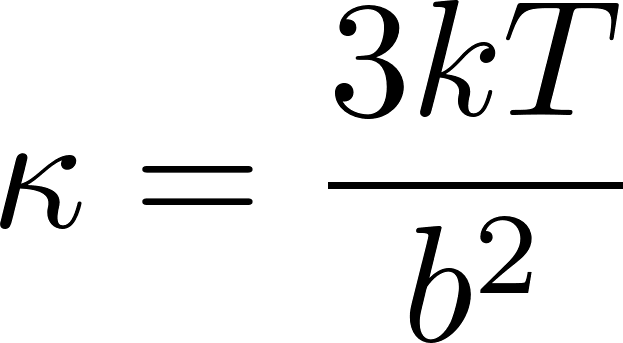 κ = 3kT / b²